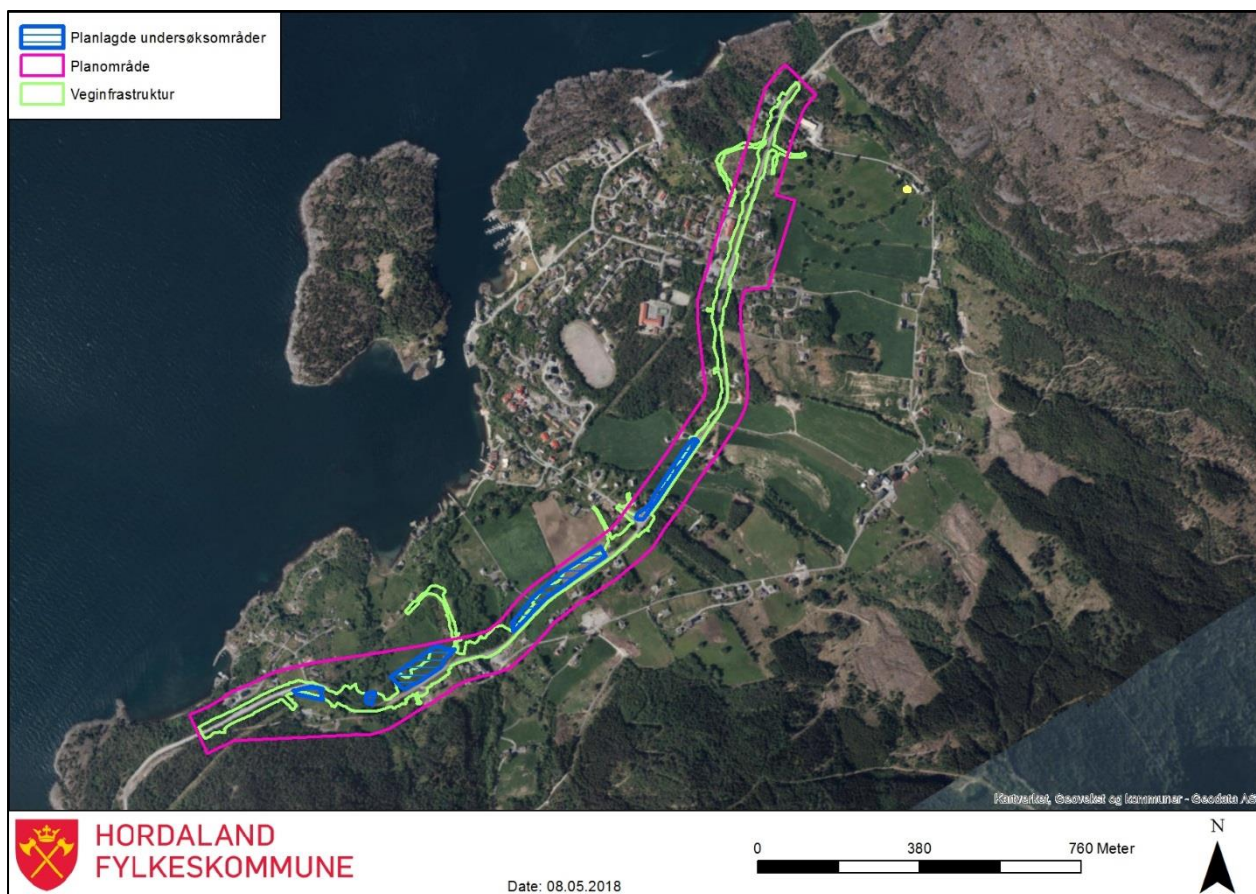 Planlagde undersøksområder
Planområde
Veginfrastruktur
Kartverket, Geovekst og kommuner - Geodata AS
HORDALAND
FYLKESKOMMUNE
Date: 08.05.2018
0 380 760 Meter
N